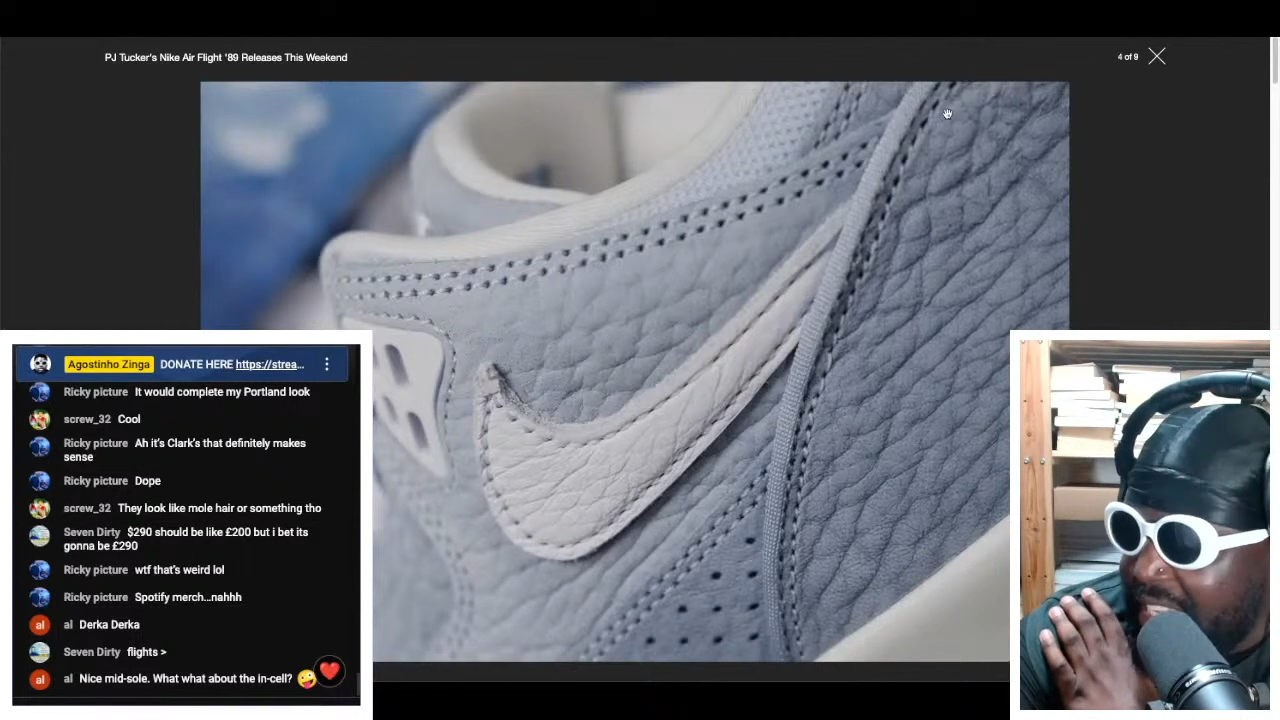 PJ Tucker's Nike Air Flight '89 Releases This Weekend
4 of 9
Agostinho Zinga DONATE HERE https://strea...
Ricky picture It would complete my Portland look
screw_32 Cool
Ricky picture Ah it's Clark's that definitely makes
sense
Ricky picture Dope
screw_32 They look like mole hair or something tho
Seven Dirty $290 should be like £200 but i bet its
gonna be £290
Ricky picture wtf that's weird lol
Ricky picture Spotify merch...nahhh
al al Derka Derka
Seven Dirty flights >
al al Nice mid-sole. What what about the in-cell?